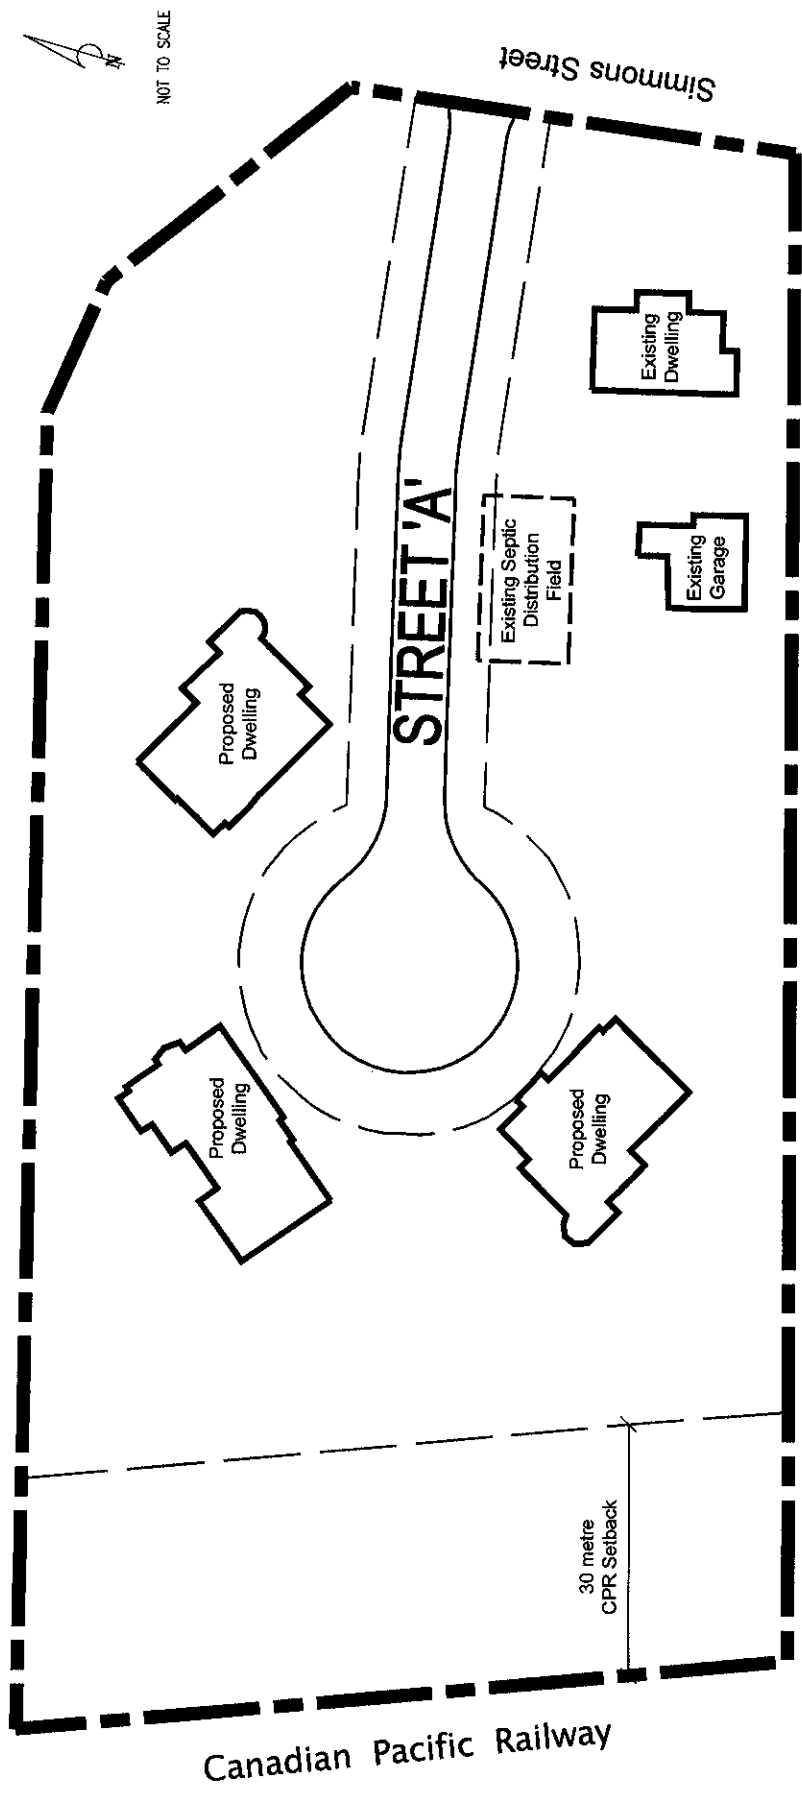 N
NOT TO SCALE
Simmons Street
Existing
Dwelling
STREET 'A'
Existing Septic
Distribution
Field
Existing
Garage
Proposed
Dwelling
Proposed
Dwelling
Proposed
Dwelling
30 metre
CPR Setback
Canadian Pacific Railway